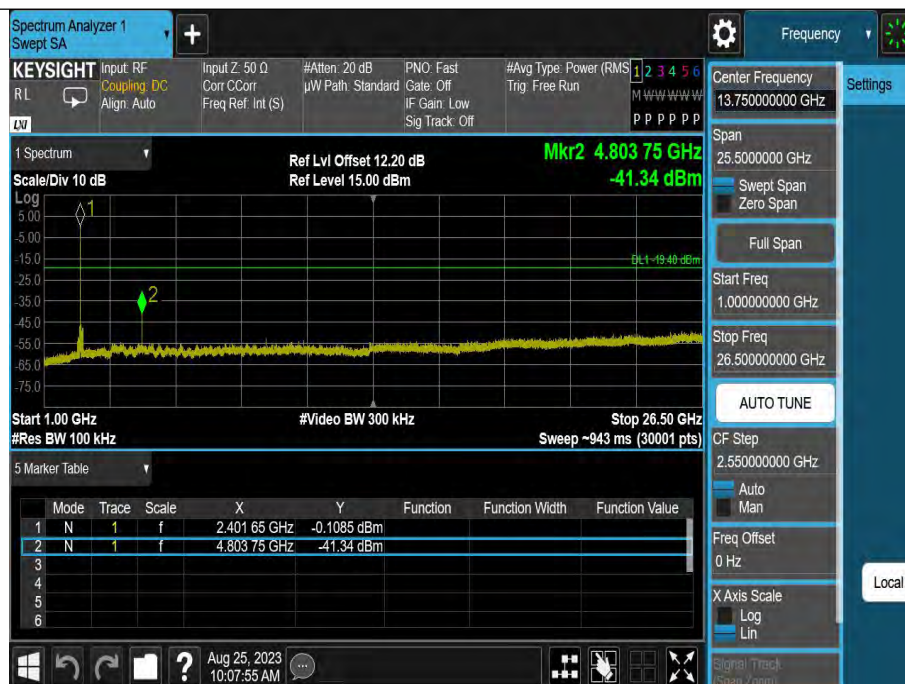 Spectrum Analyzer 1
Swept SA
+
Frequency
KEYSIGHT
RL
LXI
Input: RF
Coupling: DC
Align: Auto
Input Z: 50 Ω
Corr CCorr
Freq Ref: Int (S)
#Atten: 20 dB
µW Path: Standard
PNO: Fast
Gate: Off
IF Gain: Low
Sig Track: Off
#Avg Type: Power (RMS
Trig: Free Run
1 2 3 4 5 6
M W W W W W
P P P P P P
1 Spectrum
Scale/Div 10 dB
Ref Lvl Offset 12.20 dB
Ref Level 15.00 dBm
Mkr2 4.803 75 GHz
-41.34 dBm
Log
5.00
-5.00
-15.0
-25.0
-35.0
-45.0
-55.0
-65.0
-75.0
1
2
DL1 -19.40 dBm
Start 1.00 GHz
#Video BW 300 kHz
Stop 26.50 GHz
#Res BW 100 kHz
Sweep ~943 ms (30001 pts)
5 Marker Table
Mode Trace Scale X Y Function Function Width Function Value
1 N 1 f 2.401 65 GHz -0.1085 dBm
2 N 1 f 4.803 75 GHz -41.34 dBm
3
4
5
6
?
Aug 25, 2023
10:07:55 AM
Center Frequency
13.750000000 GHz
Settings
Span
25.5000000 GHz
Swept Span
Zero Span
Full Span
Start Freq
1.000000000 GHz
Stop Freq
26.500000000 GHz
AUTO TUNE
CF Step
2.550000000 GHz
Auto
Man
Freq Offset
0 Hz
X Axis Scale
Log
Lin
Local
Signal Track
(Span Zoom)